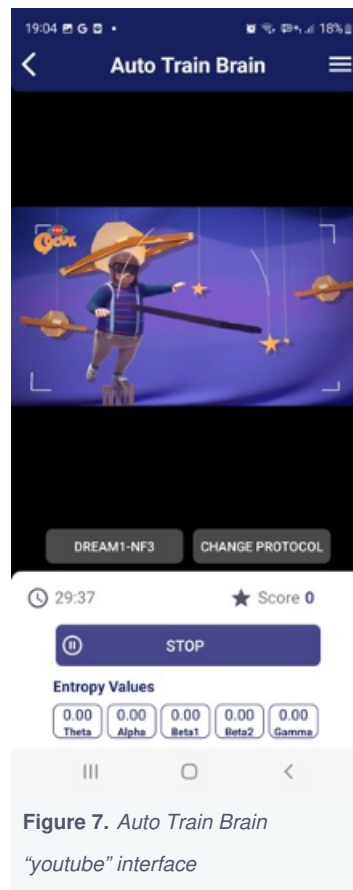 19:04 G 18%
Auto Train Brain
TRT
Çocuk
DREAM1-NF3 CHANGE PROTOCOL
29:37 Score 0
STOP
Entropy Values
0.00 0.00 0.00 0.00 0.00
Theta Alpha Beta1 Beta2 Gamma
Figure 7. Auto Train Brain
“youtube” interface